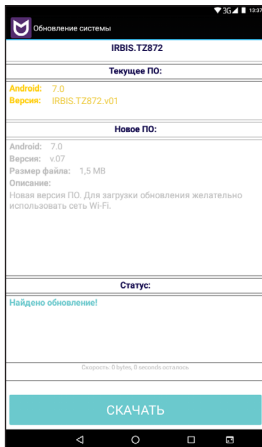 3G 13:37
Обновление системы
IRBIS.TZ872
Текущее ПО:
Android: 7.0
Версия: IRBIS.TZ872.v01
Новое ПО:
Android: 7.0
Версия: v.07
Размер файла: 1,5 MB
Описание:
Новая версия ПО. Для загрузки обновления желательно
использовать сеть Wi-Fi.
Статус:
Найдено обновление!
Скорость: 0 bytes, 0 seconds осталось
СКАЧАТЬ